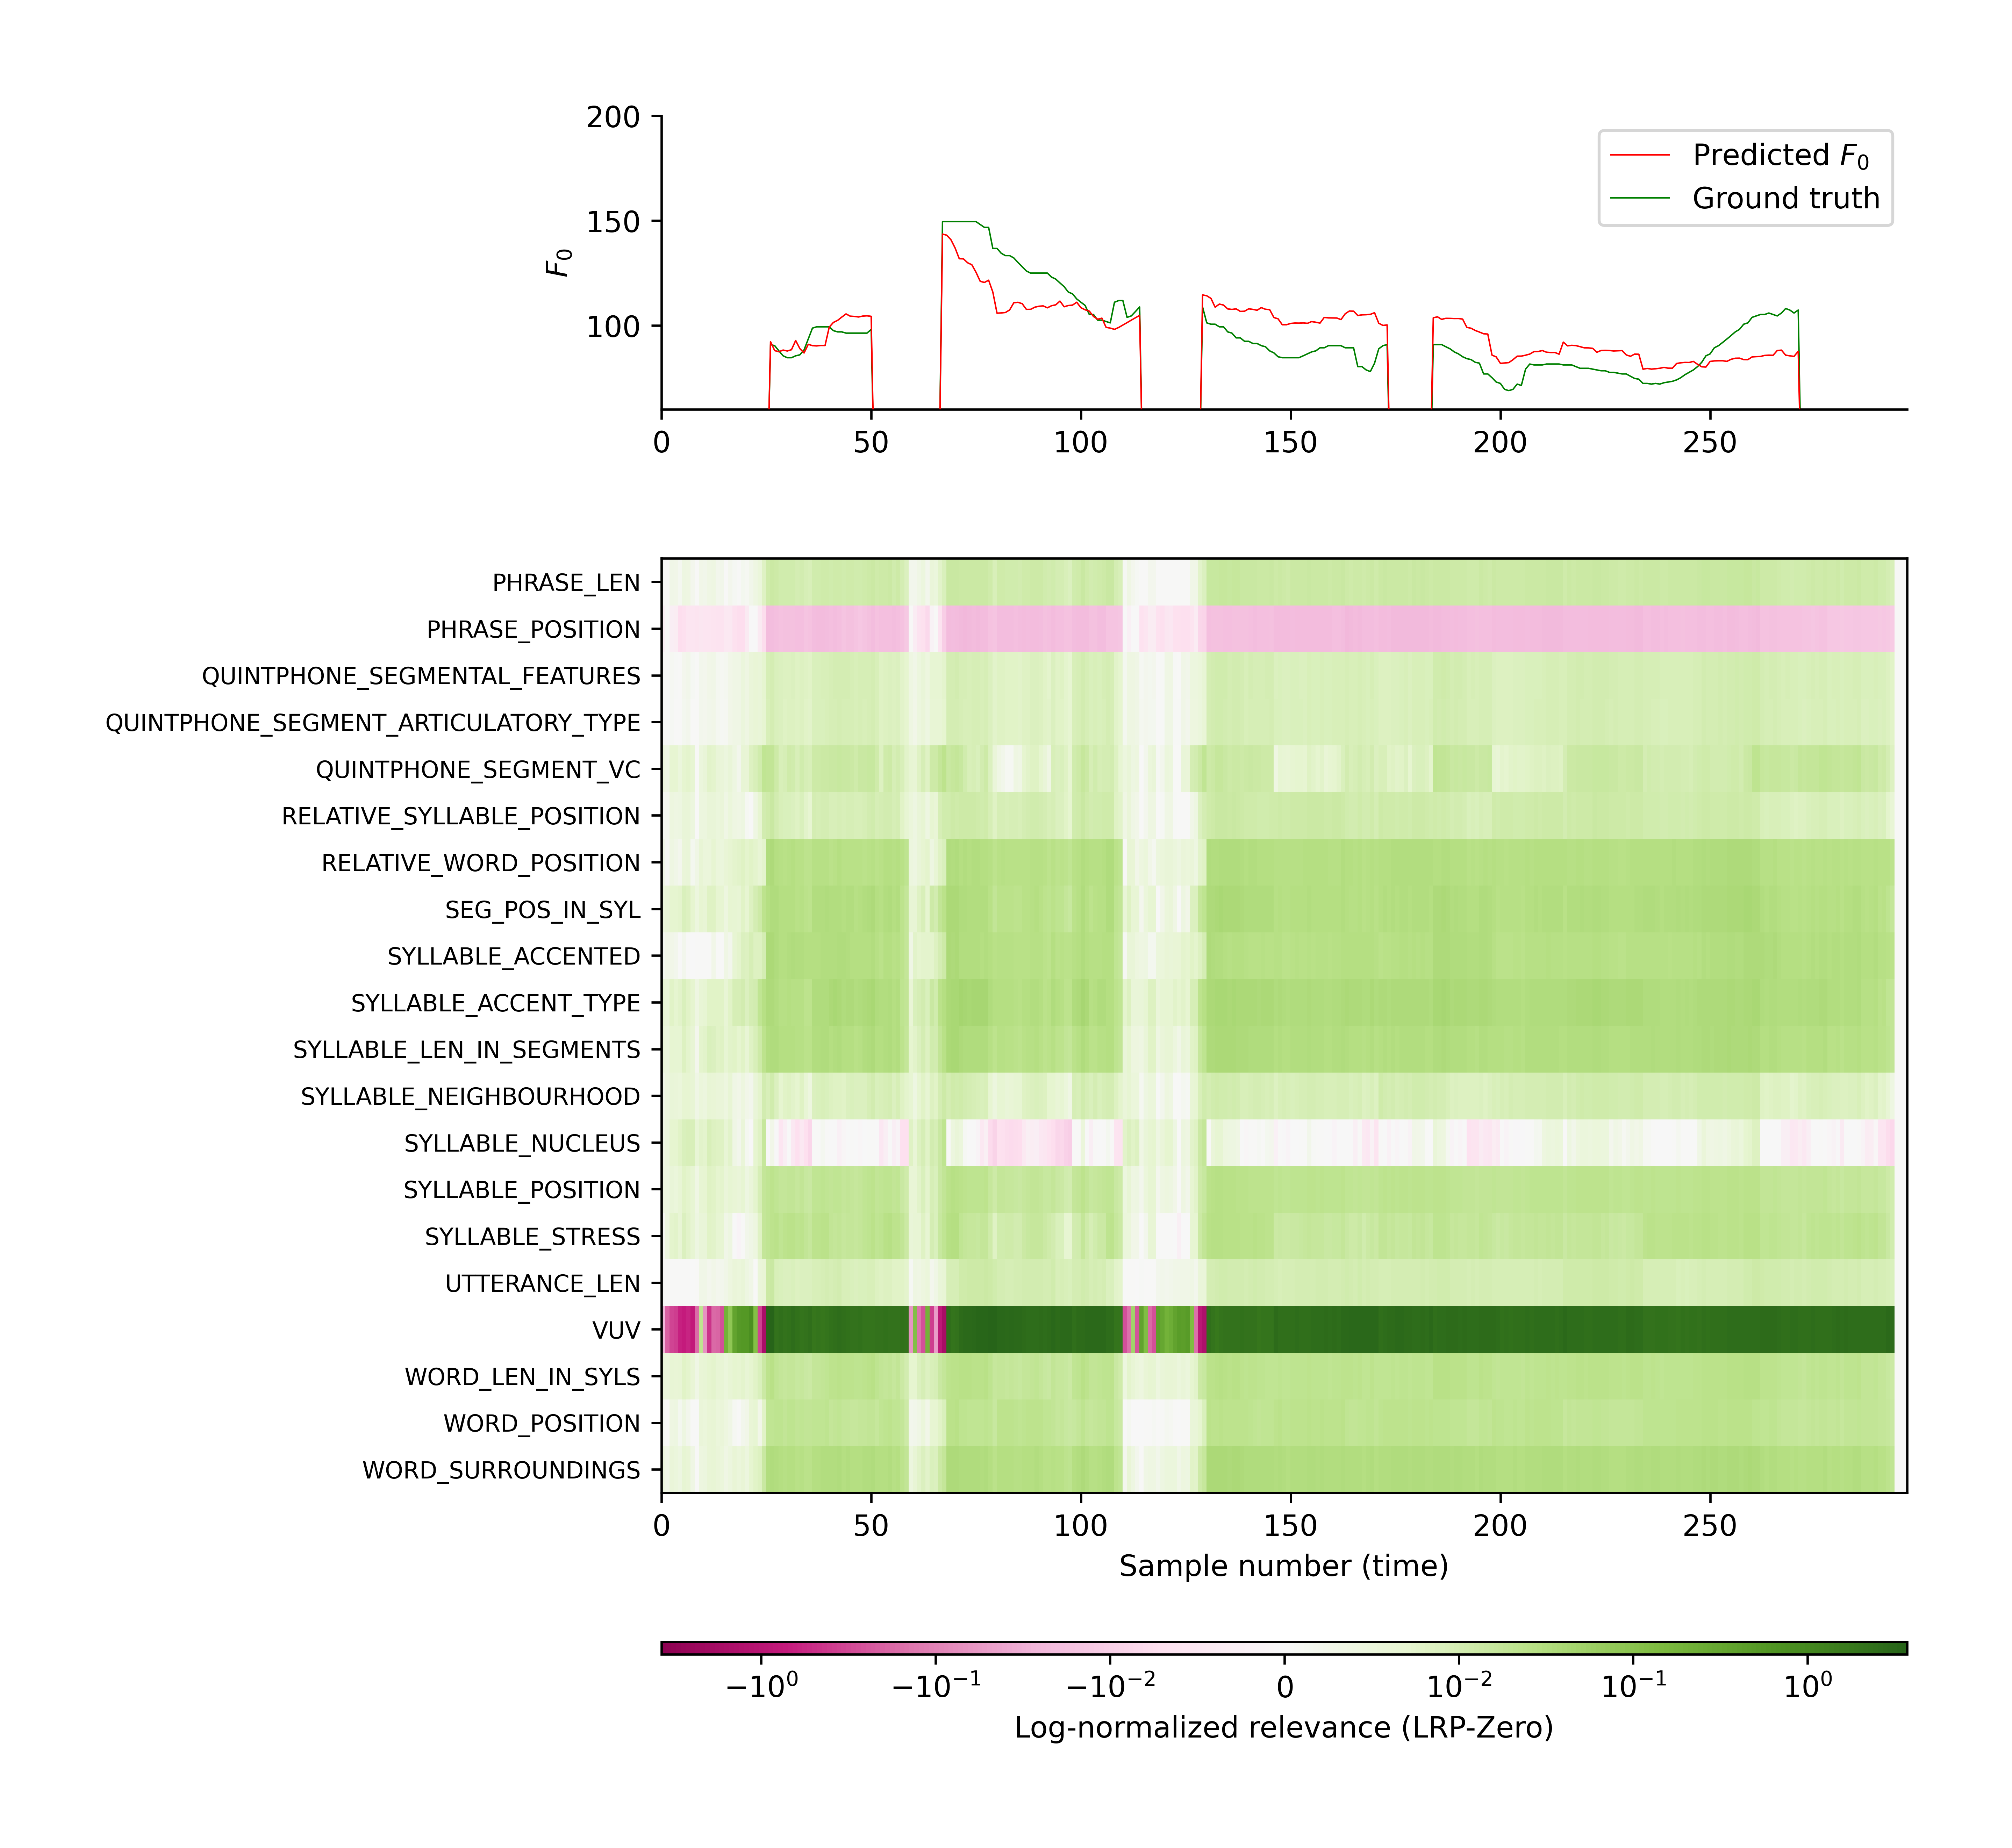 200
150
100
F0
Predicted F0
Ground truth
0 50 100 150 200 250
PHRASE_LEN
PHRASE_POSITION
QUINTPHONE_SEGMENTAL_FEATURES
QUINTPHONE_SEGMENT_ARTICULATORY_TYPE
QUINTPHONE_SEGMENT_VC
RELATIVE_SYLLABLE_POSITION
RELATIVE_WORD_POSITION
SEG_POS_IN_SYL
SYLLABLE_ACCENTED
SYLLABLE_ACCENT_TYPE
SYLLABLE_LEN_IN_SEGMENTS
SYLLABLE_NEIGHBOURHOOD
SYLLABLE_NUCLEUS
SYLLABLE_POSITION
SYLLABLE_STRESS
UTTERANCE_LEN
VUV
WORD_LEN_IN_SYLS
WORD_POSITION
WORD_SURROUNDINGS
0 50 100 150 200 250
Sample number (time)
−10⁰ −10⁻¹ −10⁻² 0 10⁻² 10⁻¹ 10⁰
Log-normalized relevance (LRP-Zero)